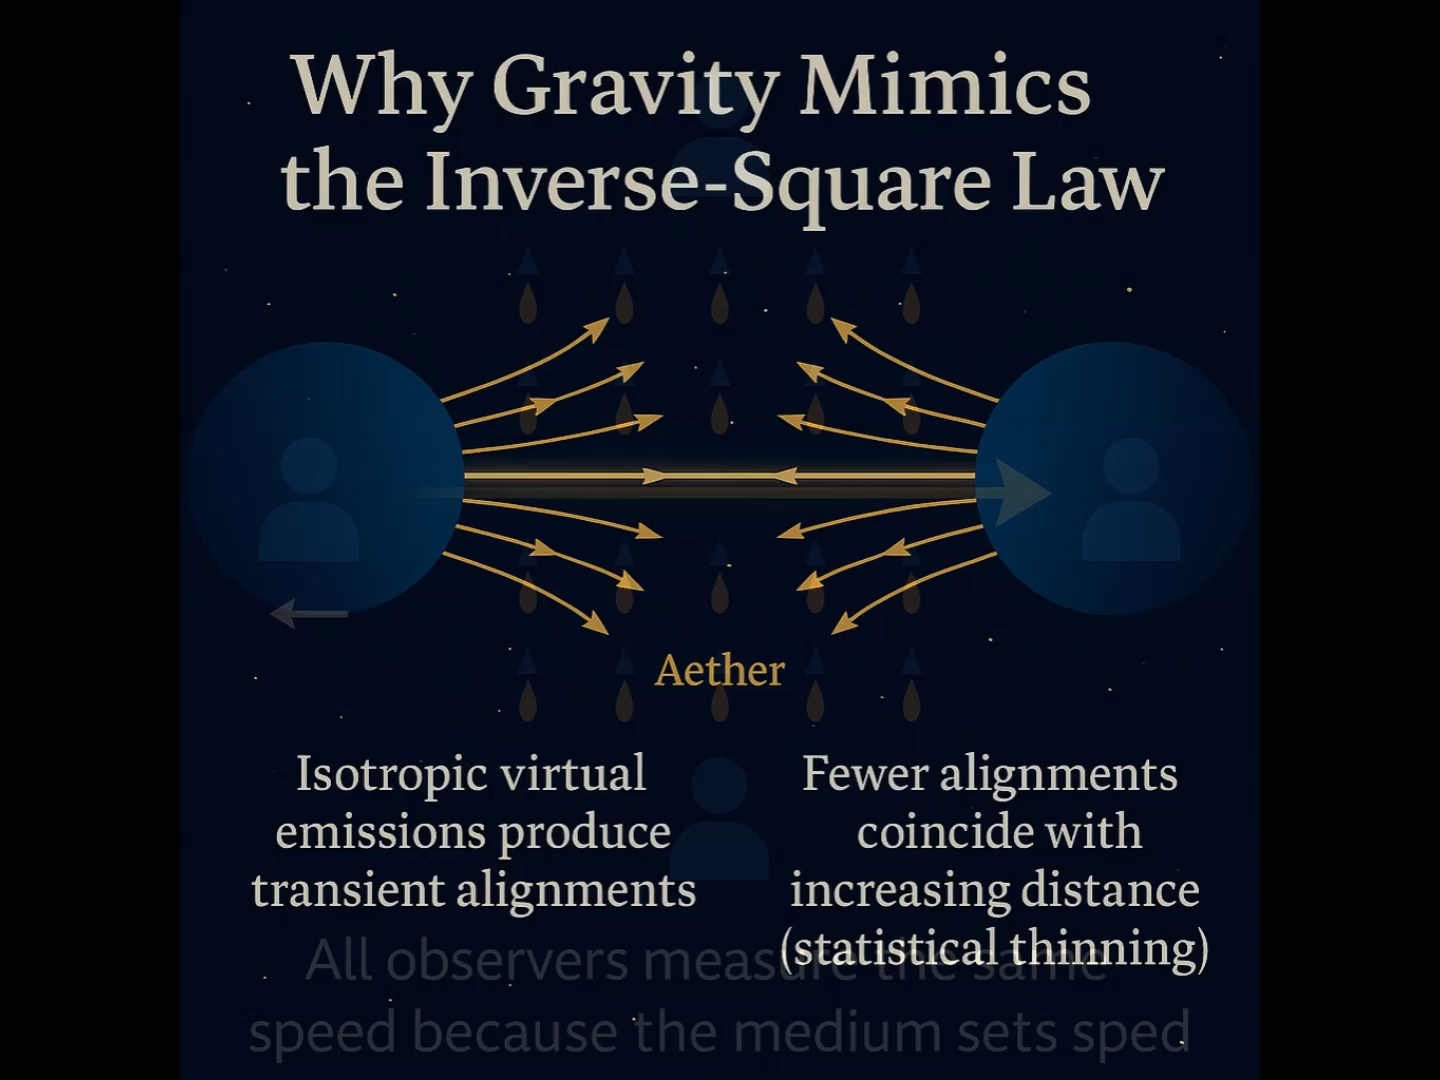 Why Gravity Mimics
the Inverse-Square Law
Aether
Isotropic virtual
emissions produce
transient alignments
Fewer alignments
coincide with
increasing distance
(statistical thinning)
All observers measure the same
speed because the medium sets sped